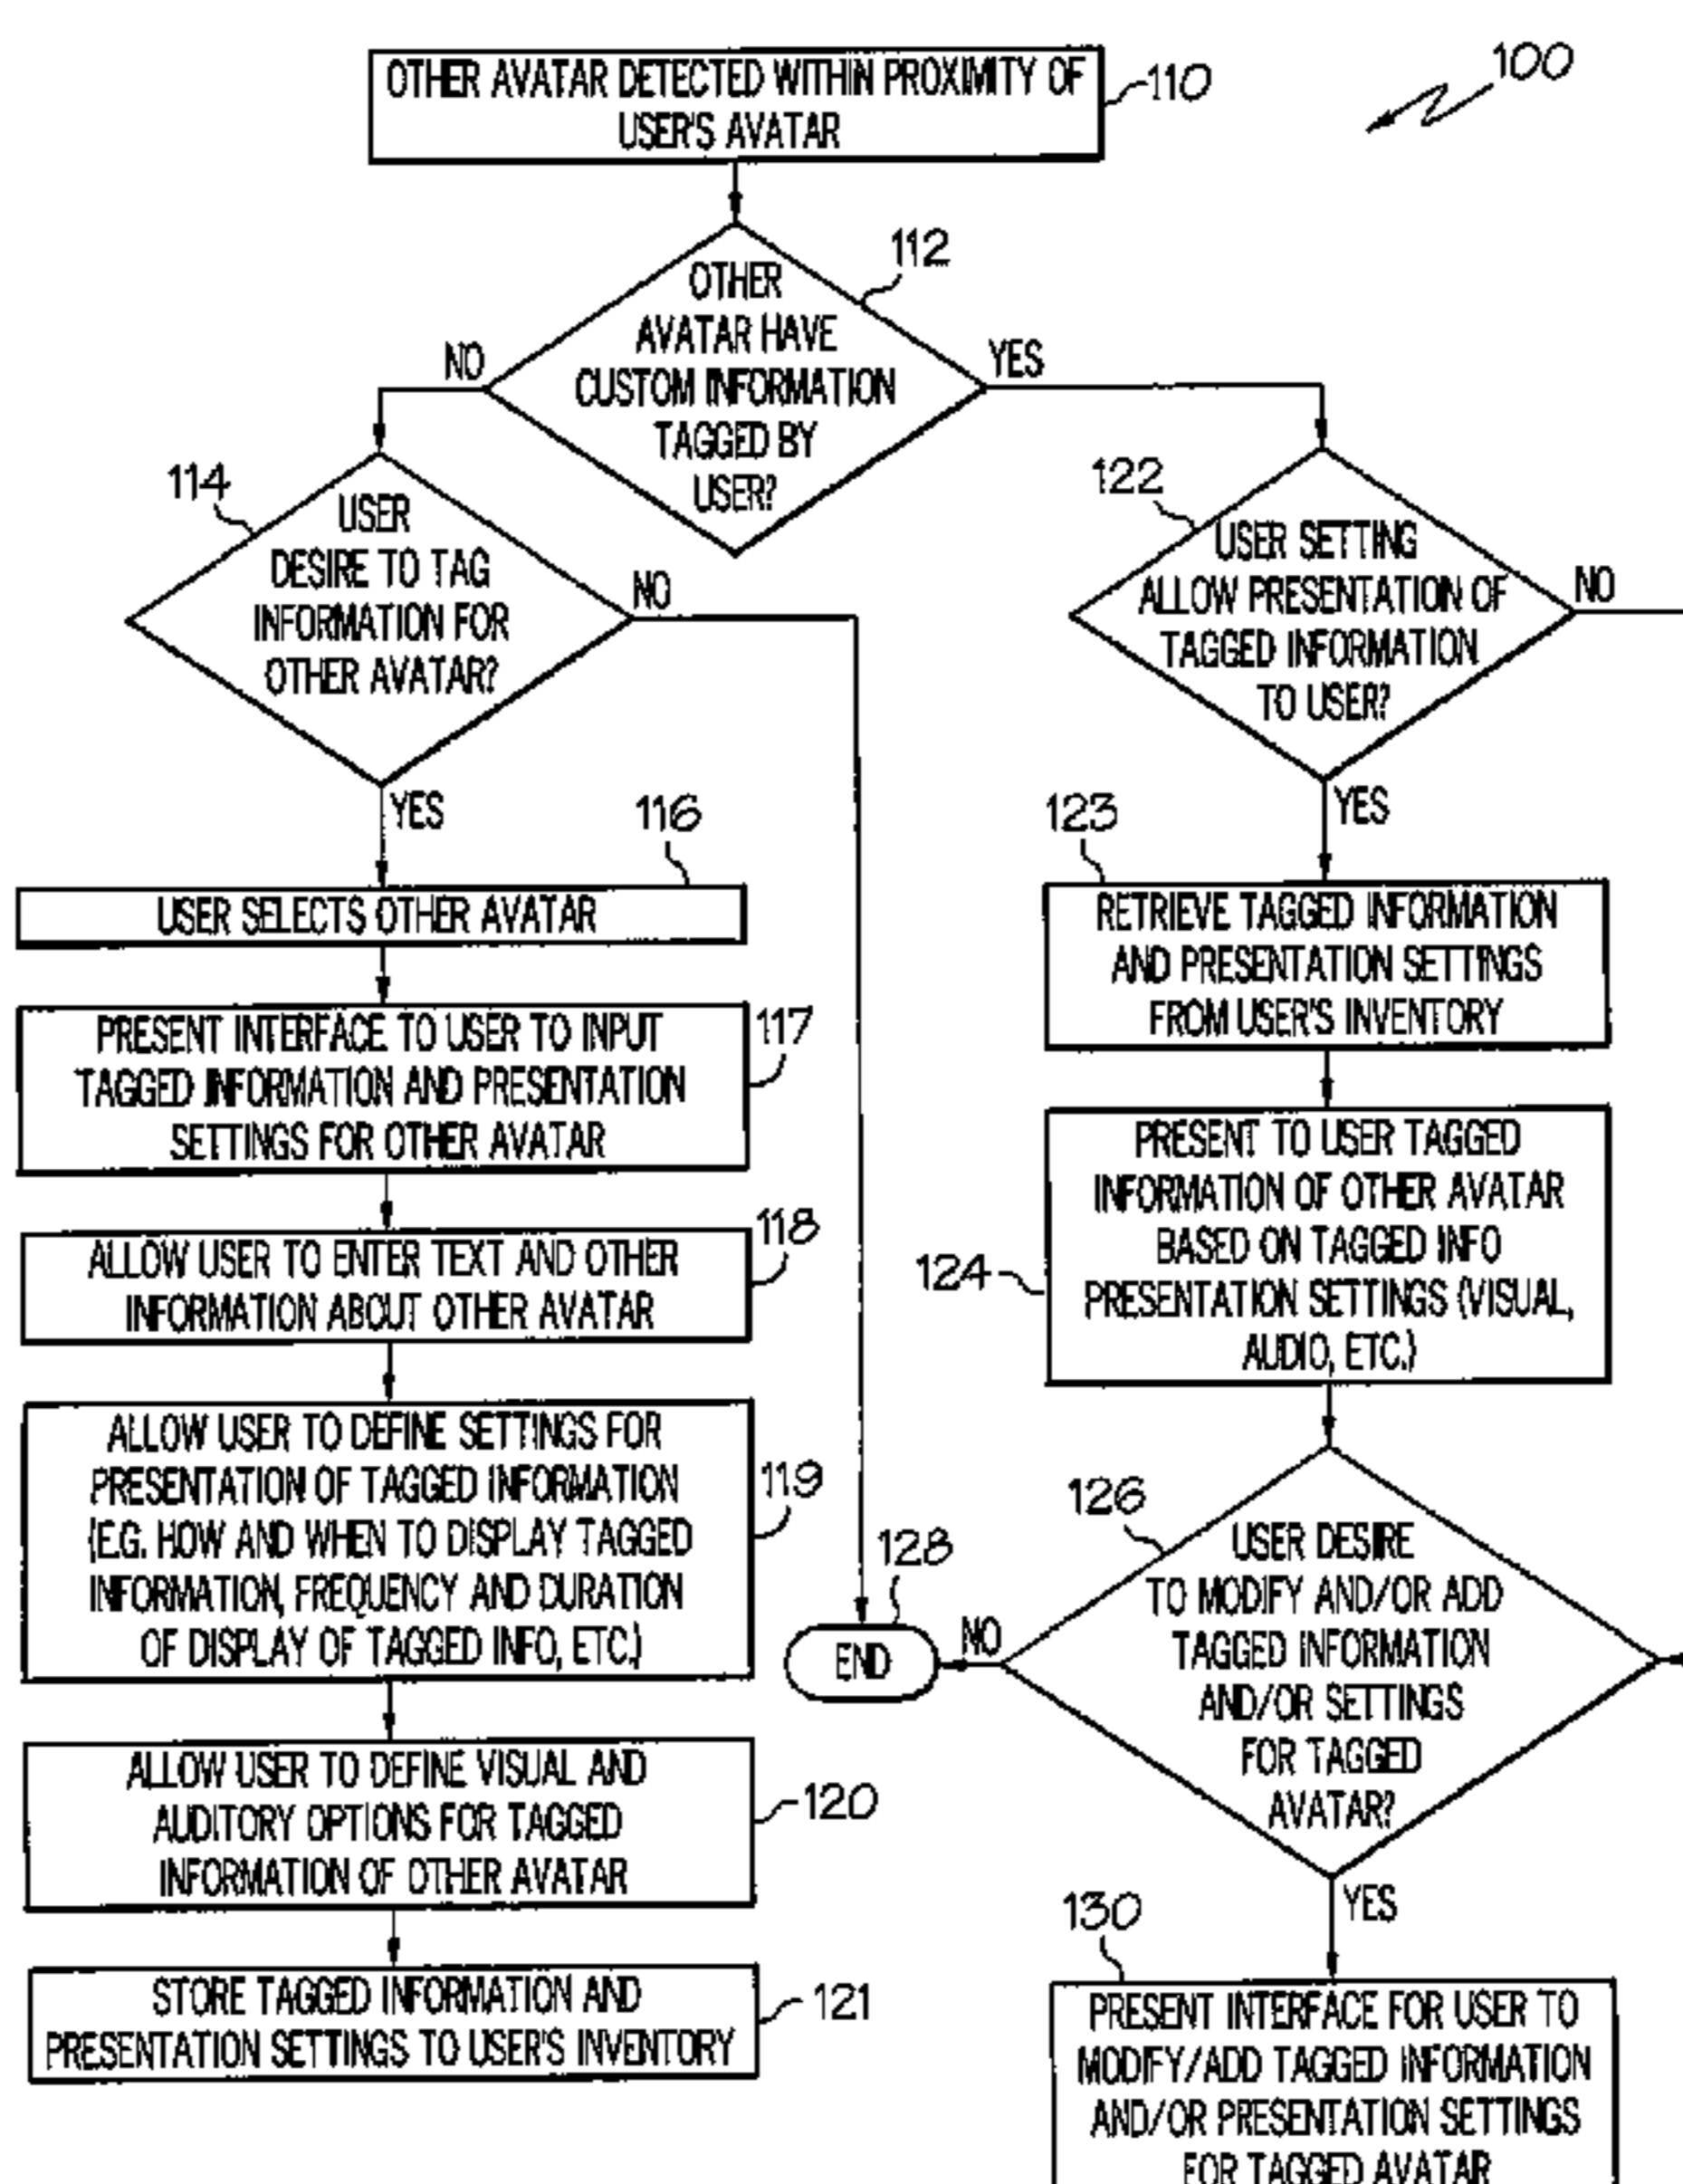 100
OTHER AVATAR DETECTED WITHIN PROXIMITY OF
USER'S AVATAR
110
112
OTHER
AVATAR HAVE
CUSTOM INFORMATION
TAGGED BY
USER?
NO
YES
114
USER
DESIRE TO TAG
INFORMATION FOR
OTHER AVATAR?
NO
YES
116
USER SELECTS OTHER AVATAR
PRESENT INTERFACE TO USER TO INPUT
TAGGED INFORMATION AND PRESENTATION
SETTINGS FOR OTHER AVATAR
117
ALLOW USER TO ENTER TEXT AND OTHER
INFORMATION ABOUT OTHER AVATAR
118
ALLOW USER TO DEFINE SETTINGS FOR
PRESENTATION OF TAGGED INFORMATION
(E.G. HOW AND WHEN TO DISPLAY TAGGED
INFORMATION, FREQUENCY AND DURATION
OF DISPLAY OF TAGGED INFO, ETC.)
119
ALLOW USER TO DEFINE VISUAL AND
AUDITORY OPTIONS FOR TAGGED
INFORMATION OF OTHER AVATAR
120
STORE TAGGED INFORMATION AND
PRESENTATION SETTINGS TO USER'S INVENTORY
121
122
USER SETTING
ALLOW PRESENTATION OF
TAGGED INFORMATION
TO USER?
NO
YES
123
RETRIEVE TAGGED INFORMATION
AND PRESENTATION SETTINGS
FROM USER'S INVENTORY
124
PRESENT TO USER TAGGED
INFORMATION OF OTHER AVATAR
BASED ON TAGGED INFO
PRESENTATION SETTINGS (VISUAL,
AUDIO, ETC.)
126
USER DESIRE
TO MODIFY AND/OR ADD
TAGGED INFORMATION
AND/OR SETTINGS
FOR TAGGED
AVATAR?
NO
128
END
YES
130
PRESENT INTERFACE FOR USER TO
MODIFY/ADD TAGGED INFORMATION
AND/OR PRESENTATION SETTINGS
FOR TAGGED AVATAR